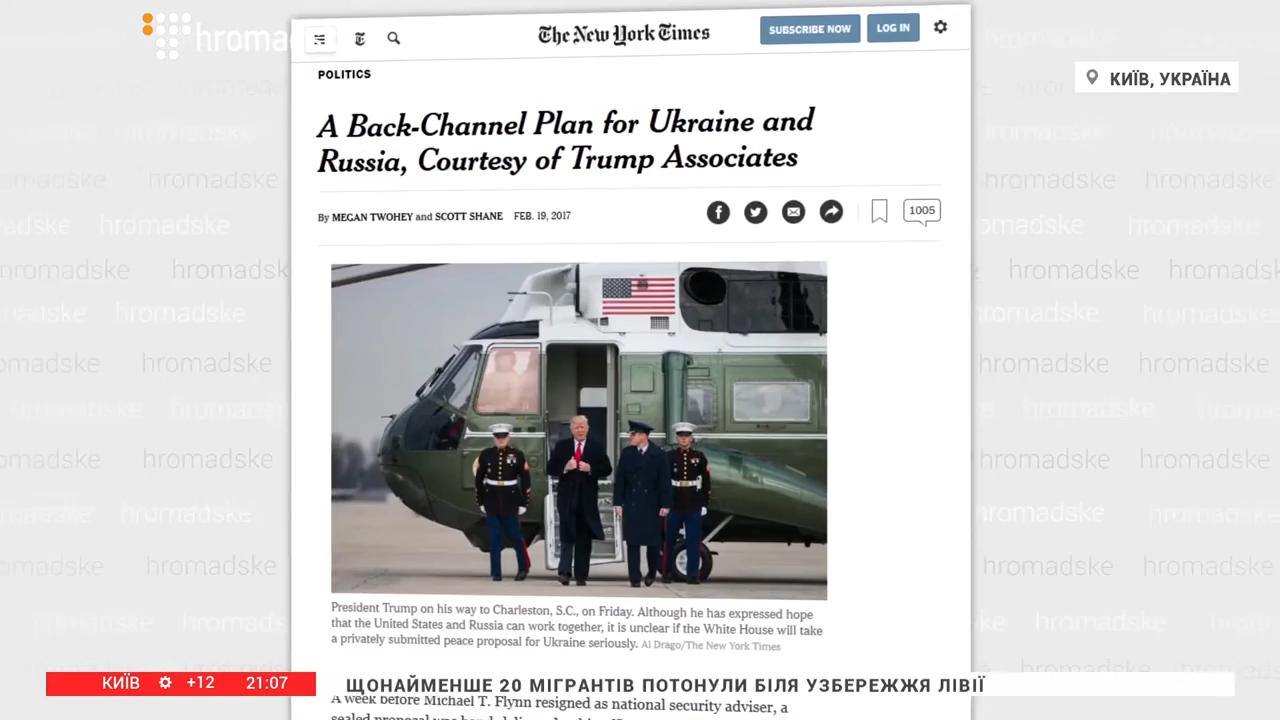 hromadske
The New York Times
SUBSCRIBE NOW
LOG IN
КИЇВ, УКРАЇНА
POLITICS
A Back-Channel Plan for Ukraine and
Russia, Courtesy of Trump Associates
By MEGAN TWOHEY and SCOTT SHANE FEB. 19, 2017
1005
President Trump on his way to Charleston, S.C., on Friday. Although he has expressed hope
that the United States and Russia can work together, it is unclear if the White House will take
a privately submitted peace proposal for Ukraine seriously. Al Drago/The New York Times
КИЇВ +12 21:07
ЩОНАЙМЕНШЕ 20 МІГРАНТІВ ПОТОНУЛИ БІЛЯ УЗБЕРЕЖЖЯ ЛІВІЇ
A week before Michael T. Flynn resigned as national security adviser, a